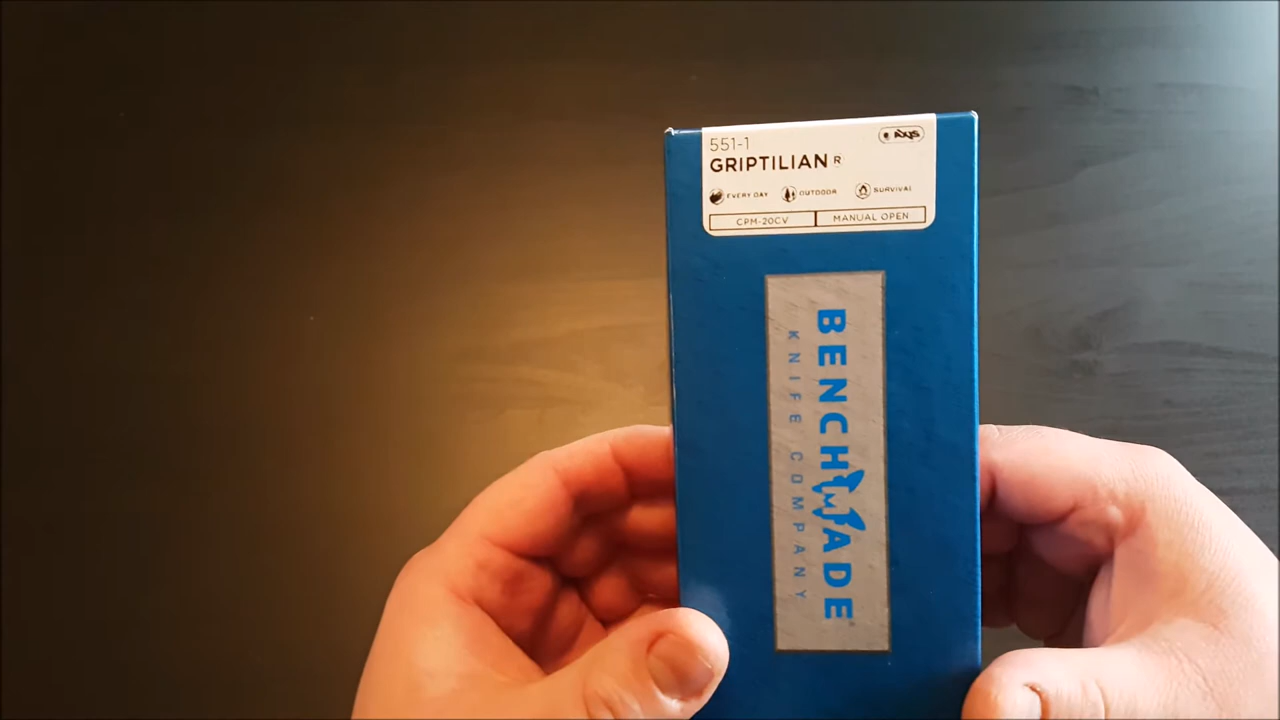 551-1
AXIS
GRIPTILIAN®
EVERY DAY OUTDOOR SURVIVAL
CPM-20CV MANUAL OPEN
BENCHMADE®
KNIFE COMPANY